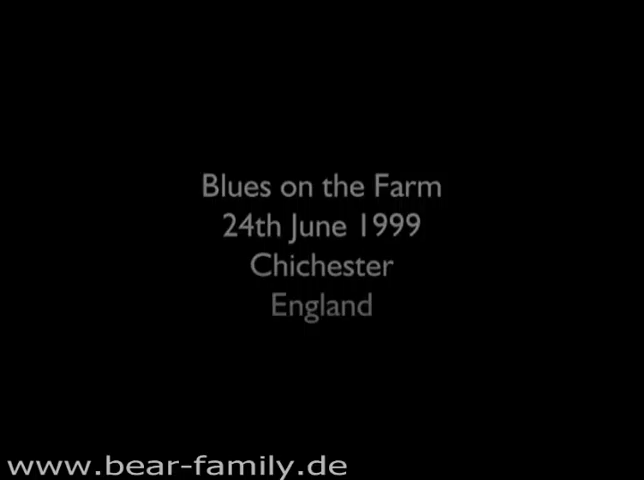 Blues on the Farm
24th June 1999
Chichester
England
www.bear-family.de